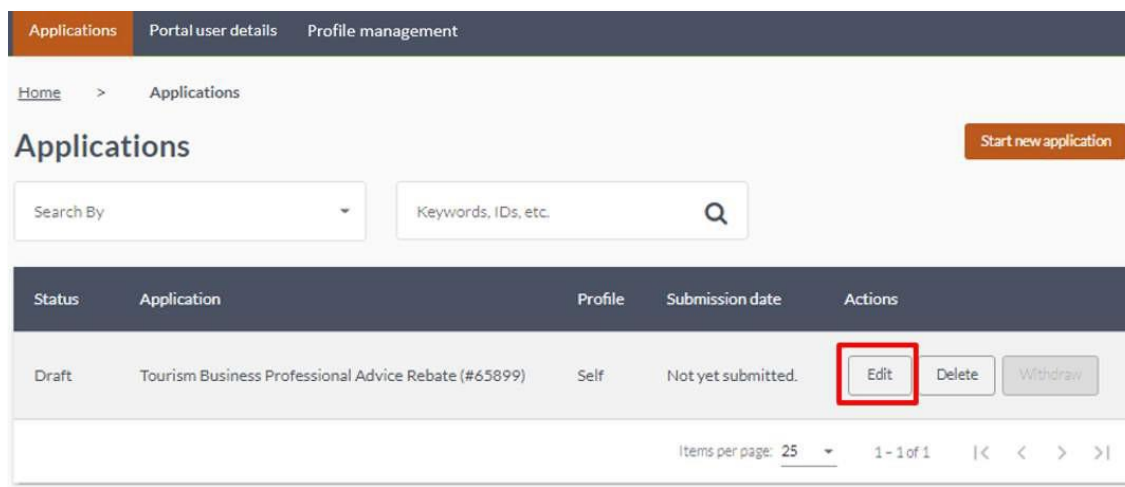 Applications Portal user details Profile management
Home > Applications
Applications
Start new application
Search By
Keywords, IDs, etc.
Status Application Profile Submission date Actions
Draft Tourism Business Professional Advice Rebate (#65899) Self Not yet submitted. Edit Delete Withdraw
Items per page: 25 1 – 1 of 1 |< < > >|